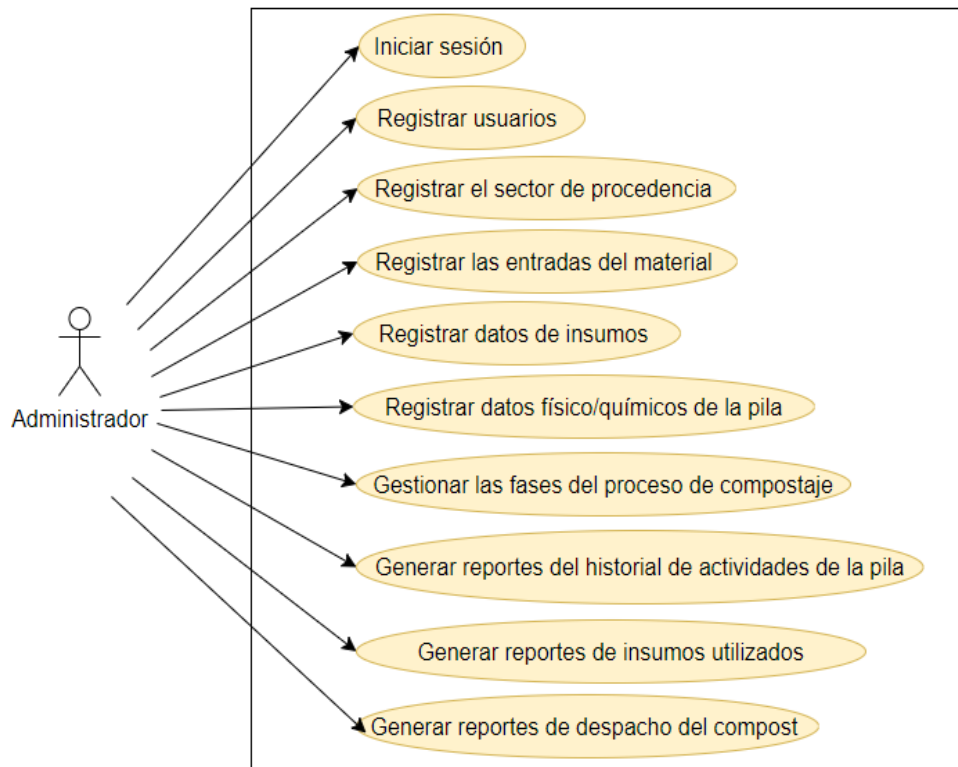 Iniciar sesión
Registrar usuarios
Registrar el sector de procedencia
Registrar las entradas del material
Registrar datos de insumos
Administrador
Registrar datos físico/químicos de la pila
Gestionar las fases del proceso de compostaje
Generar reportes del historial de actividades de la pila
Generar reportes de insumos utilizados
Generar reportes de despacho del compost